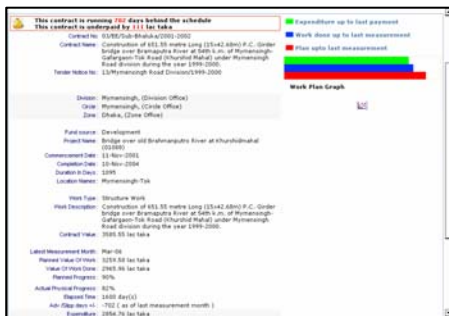 This contract is running 702 days behind the schedule
This contract is underpaid by 111 lac taka
Contract No: 03/EE/Sub-Bhaluka/2001-2002
Contract Name: Construction of 651.55 metre Long (15x42.68m) P.C. Girder
bridge over Bramaputra River at 54th k.m. of Mymensingh-
Gafargaon-Tok Road (Khurshid Mahal) under Mymensingh
Road division during the year 1999-2000.
Tender Notice No: 13/Mymensingh Road Division/1999-2000
Division: Mymensingh, (Division Office)
Circle: Mymensingh, (Circle Office)
Zone: Dhaka, (Zone Office)
Fund source: Development
Project Name: Bridge over old Brahmanputra River at Khurshidmahal
Commencement Date: 11-Nov-2001
Completion Date: 10-Nov-2004
Duration in Days: 1095
Location Names: Mymensingh-Tok
Work Type: Structure Work
Work Description: Construction of 651.55 metre Long (15x42.68m) P.C. Girder
bridge over Bramaputra River at 54th k.m. of Mymensingh-
Gafargaon-Tok Road (Khurshid Mahal) under Mymensingh
Road division during the year 1999-2000.
Contract Value: 3585.55 lac taka
Latest Measurement Month: Mar-06
Planned Value Of Work: 3259.58 lac taka
Value Of Work Done: 2965.96 lac taka
Planned Progress: 90%
Actual Physical Progress: 82%
Elapsed Time: 1600 day(s)
Adv /Slipp days +/-: -702 ( as of last measurement month )
Expenditure: 2854.76 lac taka
Expenditure up to last payment
Work done up to last measurement
Plan upto last measurement
Work Plan Graph